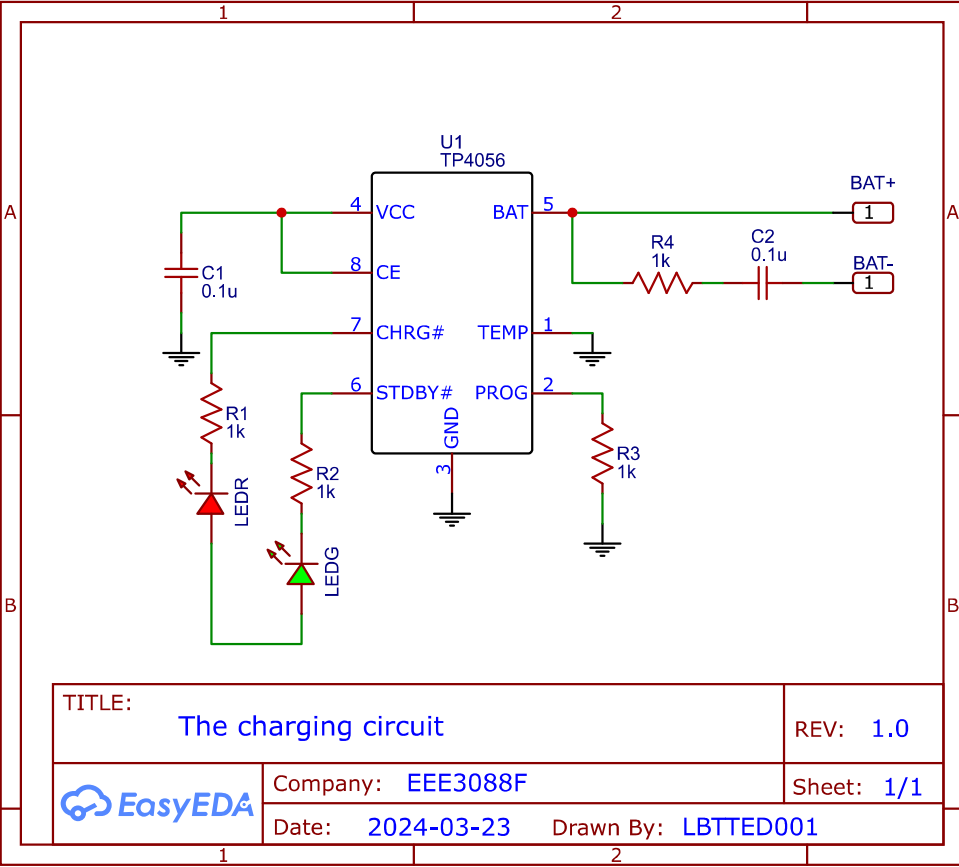 1
2
A
A
U1
TP4056
BAT+
4
VCC
BAT
5
1
R4
1k
C2
0.1u
BAT-
1
8
CE
C1
0.1u
7
CHRG#
TEMP
1
6
STDBY#
PROG
2
GND
3
R1
1k
R2
1k
R3
1k
LEDR
LEDG
B
B
TITLE:
The charging circuit
REV: 1.0
EasyEDA
Company: EEE3088F
Sheet: 1/1
Date: 2024-03-23 Drawn By: LBTTED001
1
2